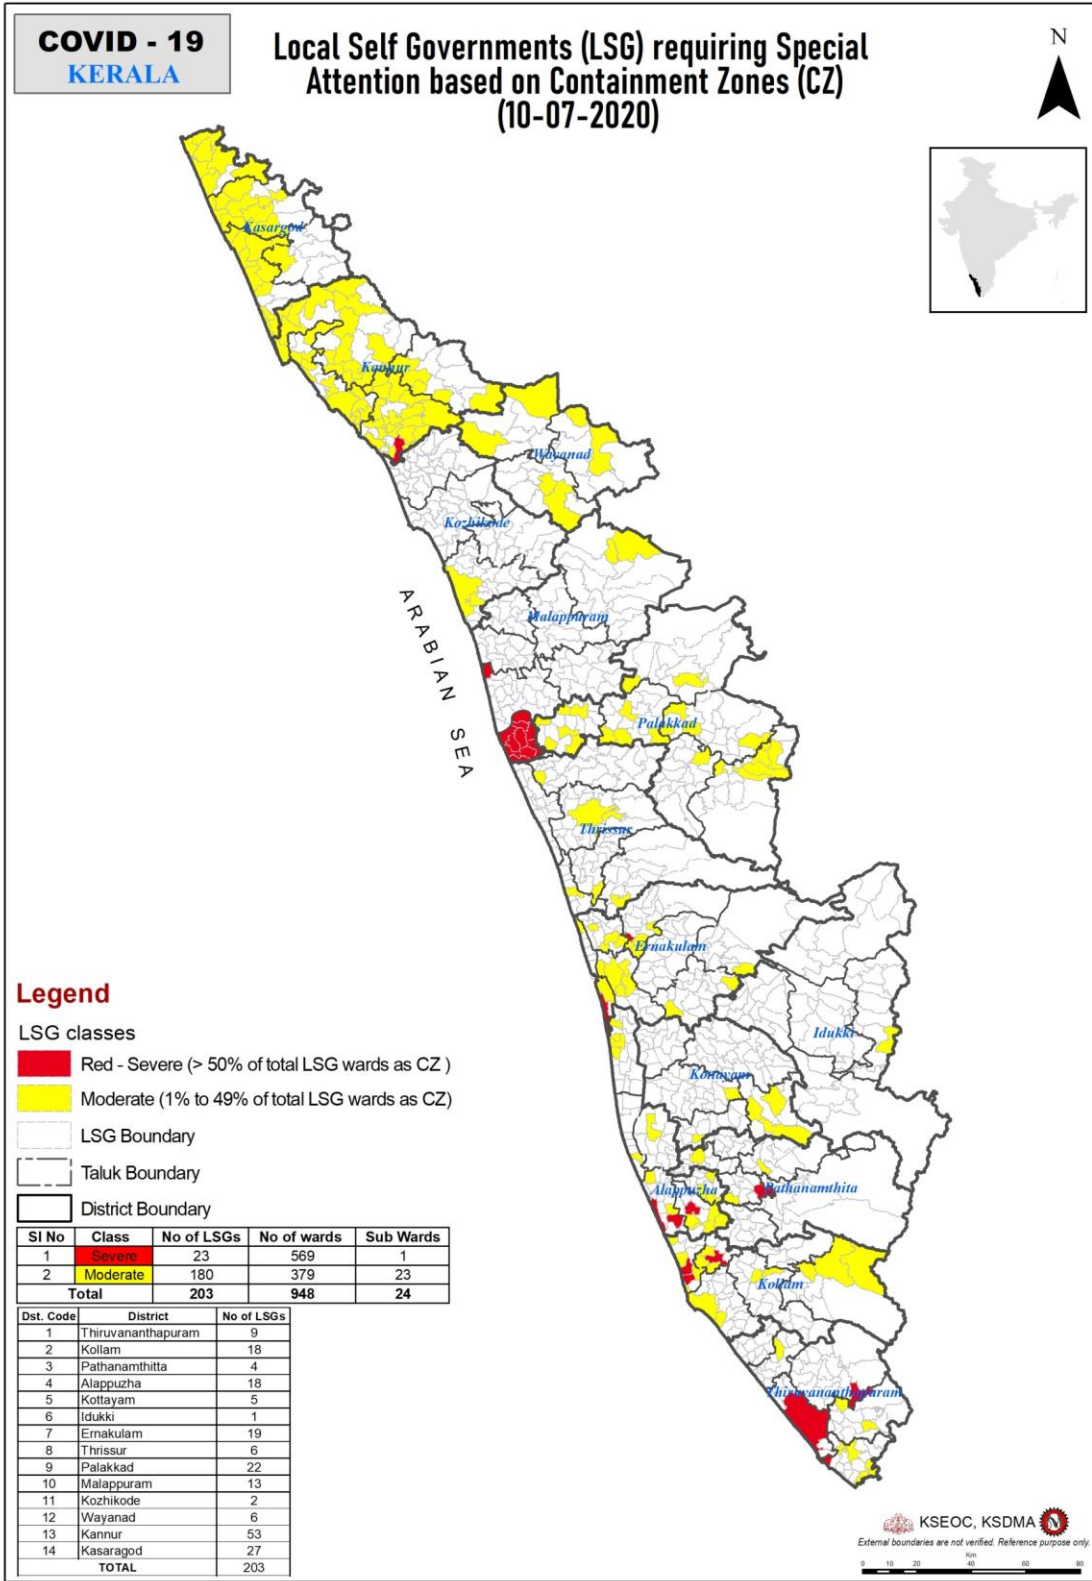 COVID - 19
KERALA
Local Self Governments (LSG) requiring Special
Attention based on Containment Zones (CZ)
(10-07-2020)
N
Kasargod
Kannur
Wayanad
Kozhikode
Malappuram
ARABIAN SEA
Palakkad
Thrissur
Ernakulam
Idukki
Kottayam
Alappuzha
Pathanamthita
Kollam
Thiruvananthapuram
Legend
LSG classes
Red - Severe (> 50% of total LSG wards as CZ )
Moderate (1% to 49% of total LSG wards as CZ)
LSG Boundary
Taluk Boundary
District Boundary
Sl No Class No of LSGs No of wards Sub Wards
1 Severe 23 569 1
2 Moderate 180 379 23
Total 203 948 24
Dst. Code District No of LSGs
1 Thiruvananthapuram 9
2 Kollam 18
3 Pathanamthitta 4
4 Alappuzha 18
5 Kottayam 5
6 Idukki 1
7 Ernakulam 19
8 Thrissur 6
9 Palakkad 22
10 Malappuram 13
11 Kozhikode 2
12 Wayanad 6
13 Kannur 53
14 Kasaragod 27
TOTAL 203
KSEOC, KSDMA
External boundaries are not verified. Reference purpose only.
Km
0 10 20 40 60 80